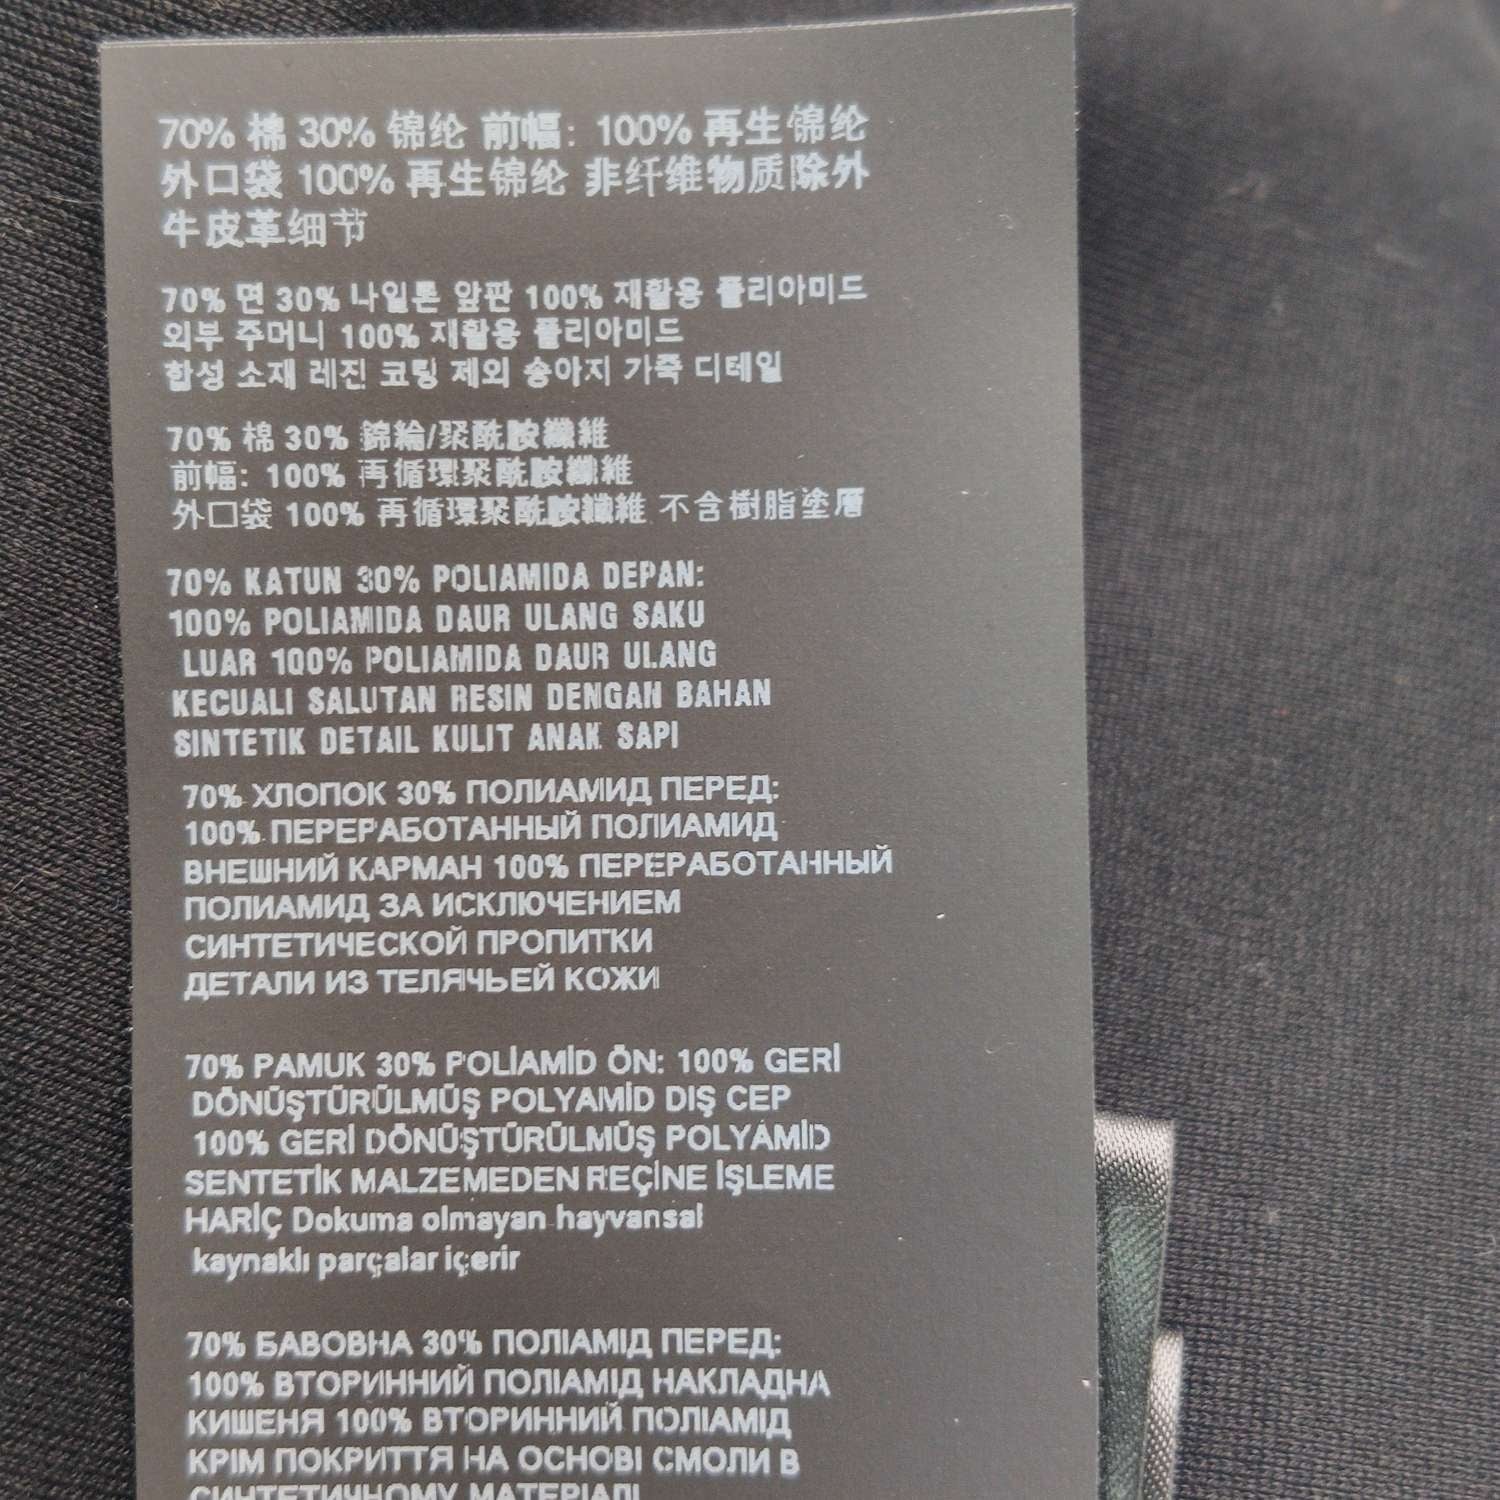 70% 棉 30% 锦纶 前幅: 100% 再生锦纶
外口袋 100% 再生锦纶 非纤维物质除外
牛皮革细节
70% 면 30% 나일론 앞판 100% 재활용 폴리아미드
외부 주머니 100% 재활용 폴리아미드
합성 소재 레진 코팅 제외 송아지 가죽 디테일
70% 棉 30% 錦綸/聚酰胺纖維
前幅: 100% 再循環聚酰胺纖維
外口袋 100% 再循環聚酰胺纖維 不含樹脂塗層
70% KATUN 30% POLIAMIDA DEPAN:
100% POLIAMIDA DAUR ULANG SAKU
LUAR 100% POLIAMIDA DAUR ULANG
KECUALI SALUTAN RESIN DENGAN BAHAN
SINTETIK DETAIL KULIT ANAK SAPI
70% ХЛОПОК 30% ПОЛИАМИД ПЕРЕД:
100% ПЕРЕРАБОТАННЫЙ ПОЛИАМИД
ВНЕШНИЙ КАРМАН 100% ПЕРЕРАБОТАННЫЙ
ПОЛИАМИД ЗА ИСКЛЮЧЕНИЕМ
СИНТЕТИЧЕСКОЙ ПРОПИТКИ
ДЕТАЛИ ИЗ ТЕЛЯЧЬЕЙ КОЖИ
70% PAMUK 30% POLİAMİD ÖN: 100% GERİ
DÖNÜŞTÜRÜLMÜŞ POLYAMİD DIŞ CEP
100% GERİ DÖNÜŞTÜRÜLMÜŞ POLYAMİD
SENTETİK MALZEMEDEN REÇİNE İŞLEME
HARİÇ Dokuma olmayan hayvansal
kaynaklı parçalar içerir
70% БАВОВНА 30% ПОЛІАМІД ПЕРЕД:
100% ВТОРИННИЙ ПОЛІАМІД НАКЛАДНА
КИШЕНЯ 100% ВТОРИННИЙ ПОЛІАМІД
КРІМ ПОКРИТТЯ НА ОСНОВІ СМОЛИ В
СИНТЕТИЧНОМУ МАТЕРІАЛІ